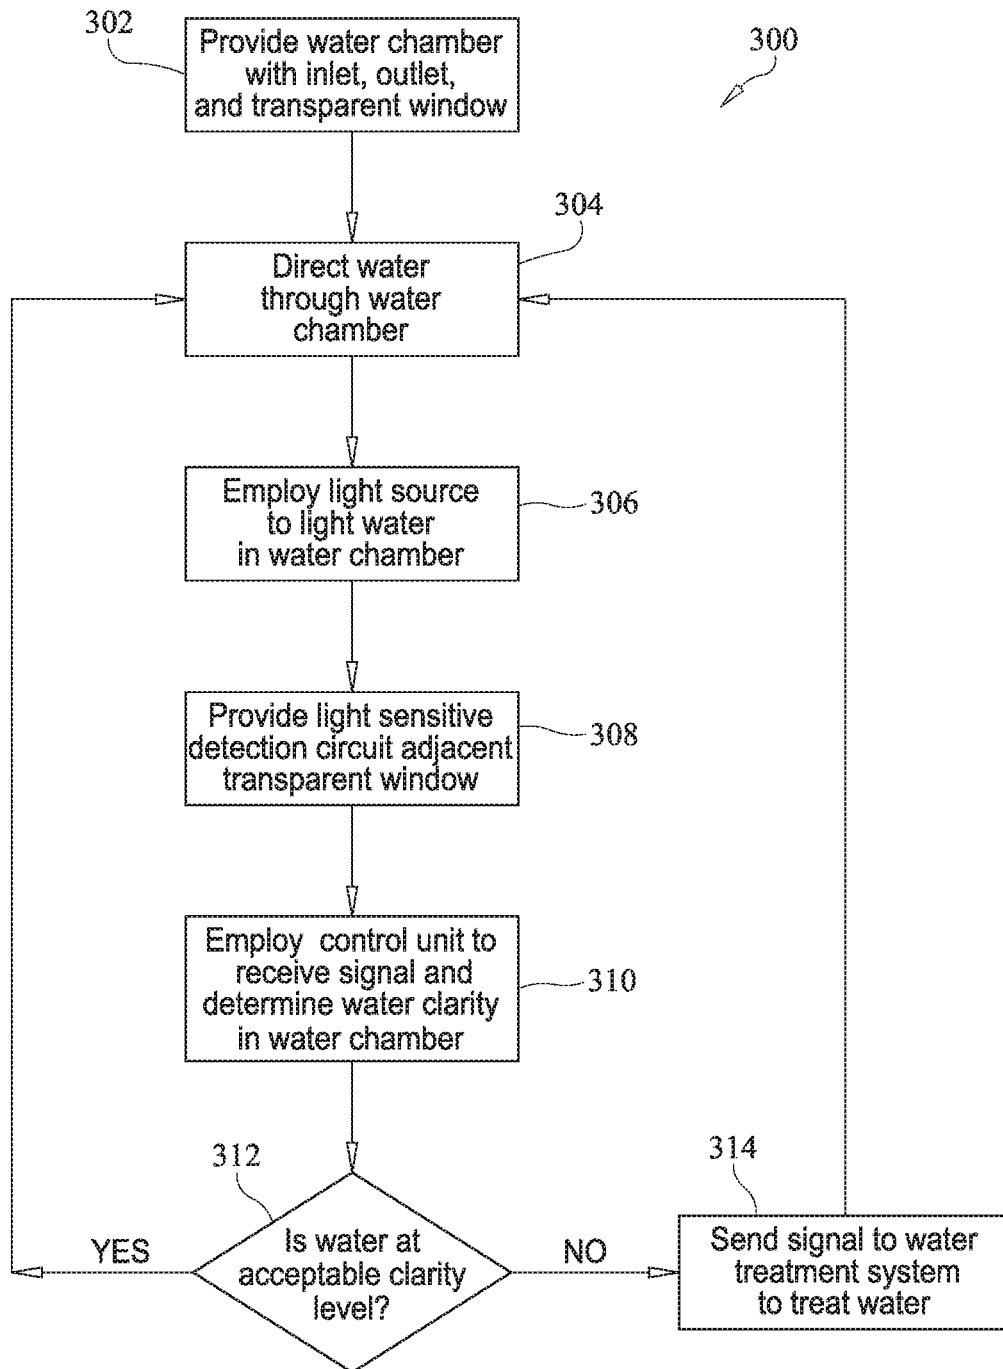 302
Provide water chamber
with inlet, outlet,
and transparent window
300
304
Direct water
through water
chamber
Employ light source
to light water
in water chamber
306
Provide light sensitive
detection circuit adjacent
transparent window
308
Employ control unit to
receive signal and
determine water clarity
in water chamber
310
312
Is water at
acceptable clarity
level?
YES
NO
314
Send signal to water
treatment system
to treat water